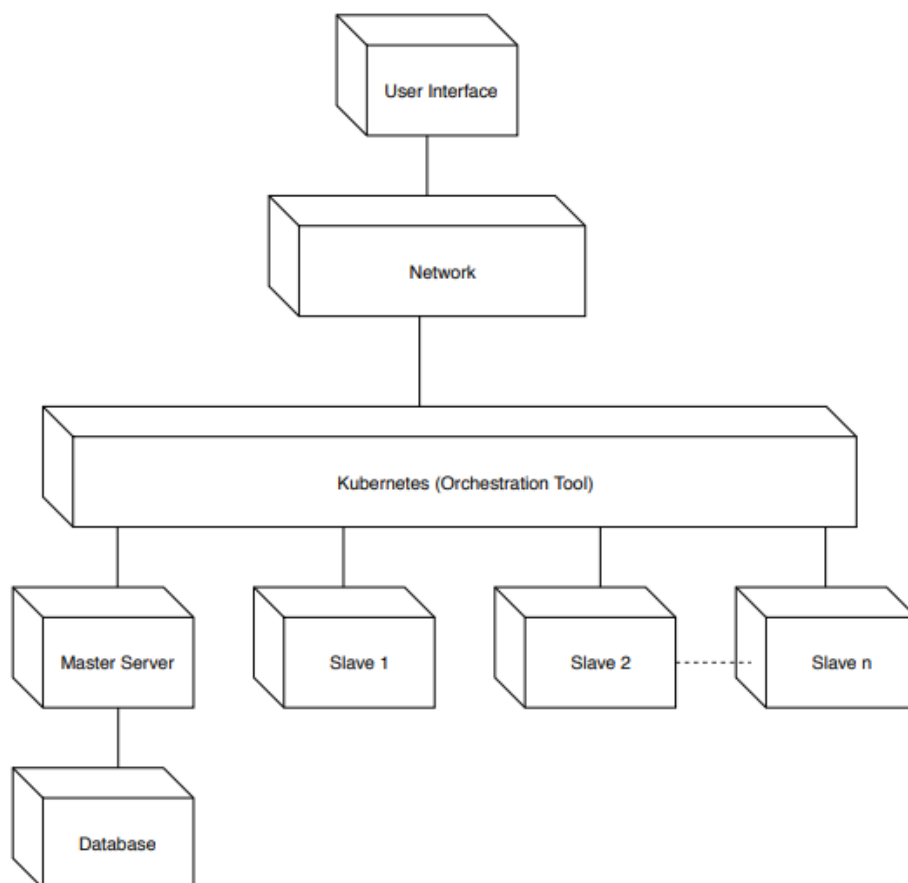 User Interface
Network
Kubernetes (Orchestration Tool)
Master Server
Slave 1
Slave 2
Slave n
Database